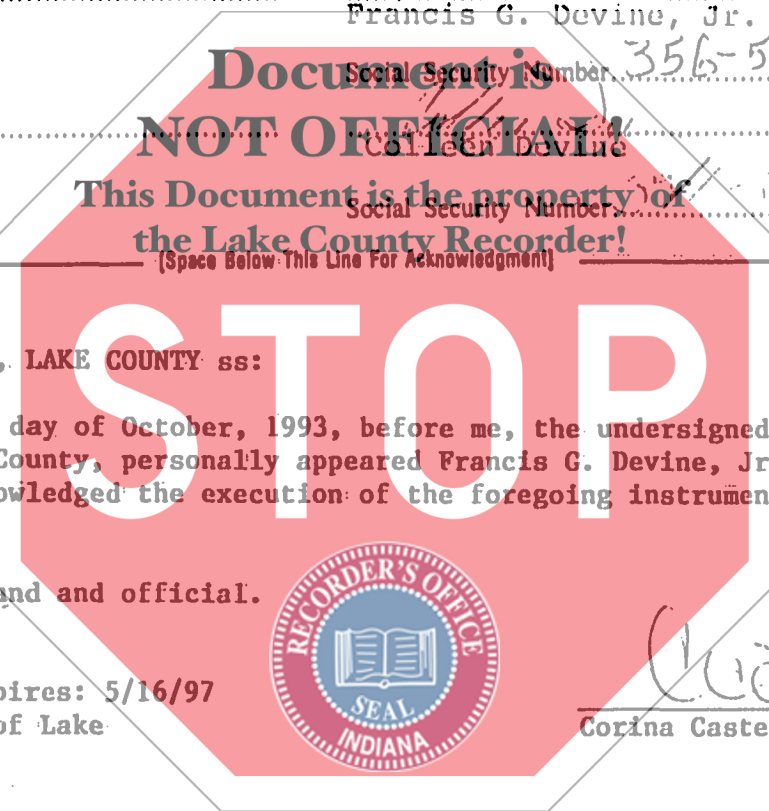 Francis G. Devine, Jr.
Document is
Social Security Number 356-5
NOT OFFICIAL!
Colleen Devine
This Document is the property of
Social Security Number
the Lake County Recorder!
[Space Below This Line For Acknowledgment]
STOP
, LAKE COUNTY ss:
day of October, 1993, before me, the undersigned
County, personally appeared Francis G. Devine, Jr
owledged the execution of the foregoing instrumen
and and official.
RECORDER'S OFFICE
SEAL
INDIANA
pires: 5/16/97
of Lake
Corina Caste